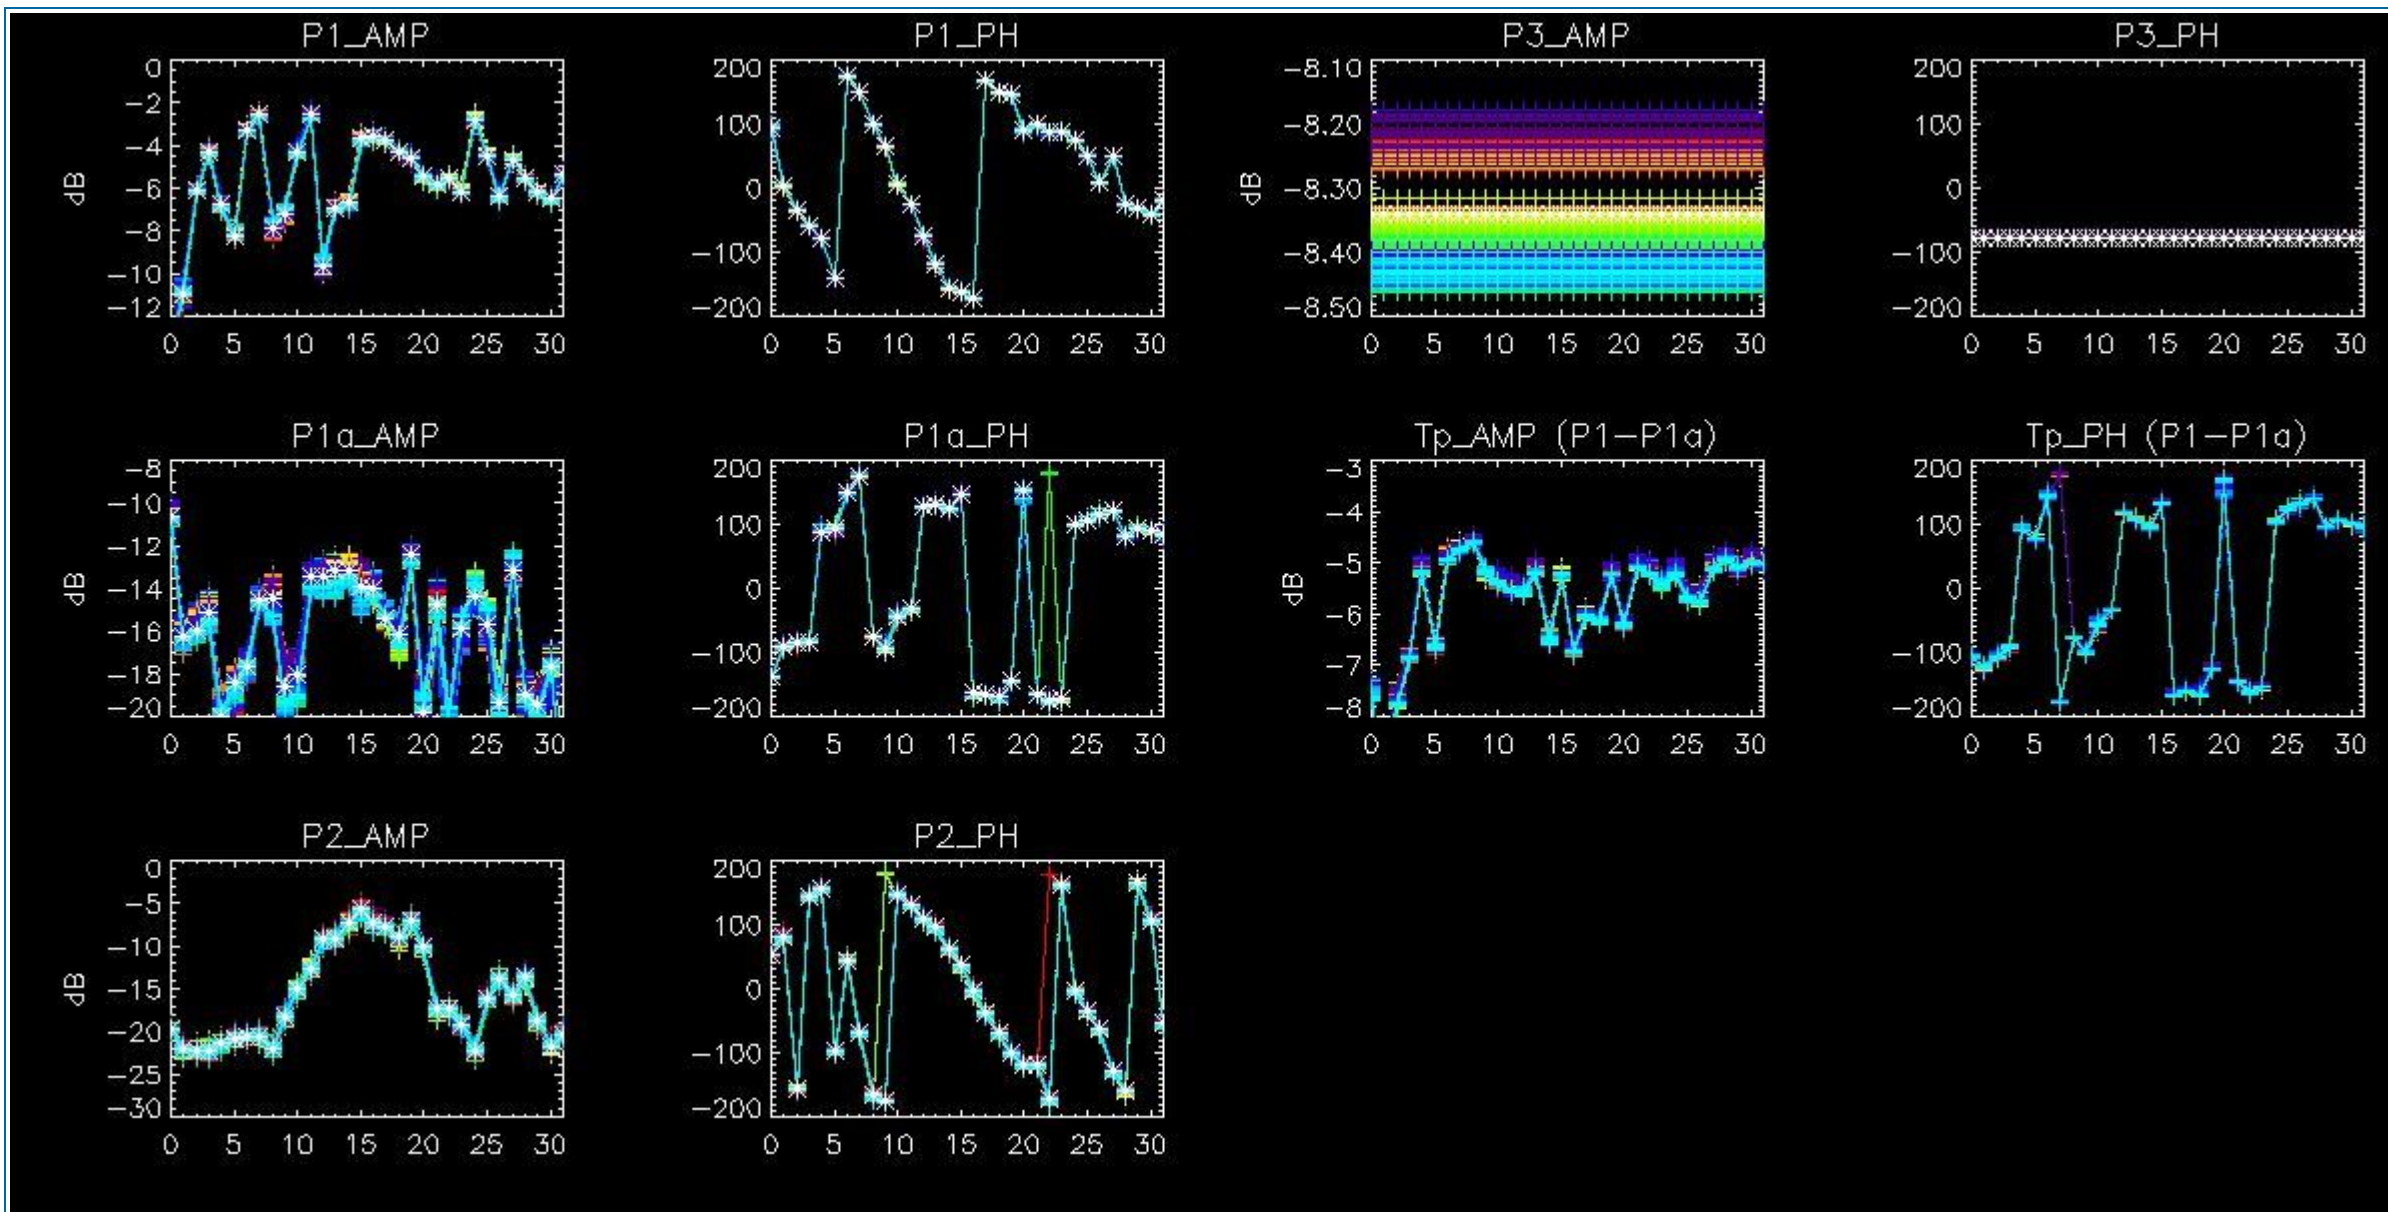 P1_AMP
0
−2
−4
−6
−8
−10
−12
dB
0 5 10 15 20 25 30
P1_PH
200
100
0
−100
−200
0 5 10 15 20 25 30
P3_AMP
−8.10
−8.20
−8.30
−8.40
−8.50
dB
0 5 10 15 20 25 30
P3_PH
200
100
0
−100
−200
0 5 10 15 20 25 30
P1a_AMP
−8
−10
−12
−14
−16
−18
−20
dB
0 5 10 15 20 25 30
P1a_PH
200
100
0
−100
−200
0 5 10 15 20 25 30
Tp_AMP (P1−P1a)
−3
−4
−5
−6
−7
−8
dB
0 5 10 15 20 25 30
Tp_PH (P1−P1a)
200
100
0
−100
−200
0 5 10 15 20 25 30
P2_AMP
0
−5
−10
−15
−20
−25
−30
dB
0 5 10 15 20 25 30
P2_PH
200
100
0
−100
−200
0 5 10 15 20 25 30